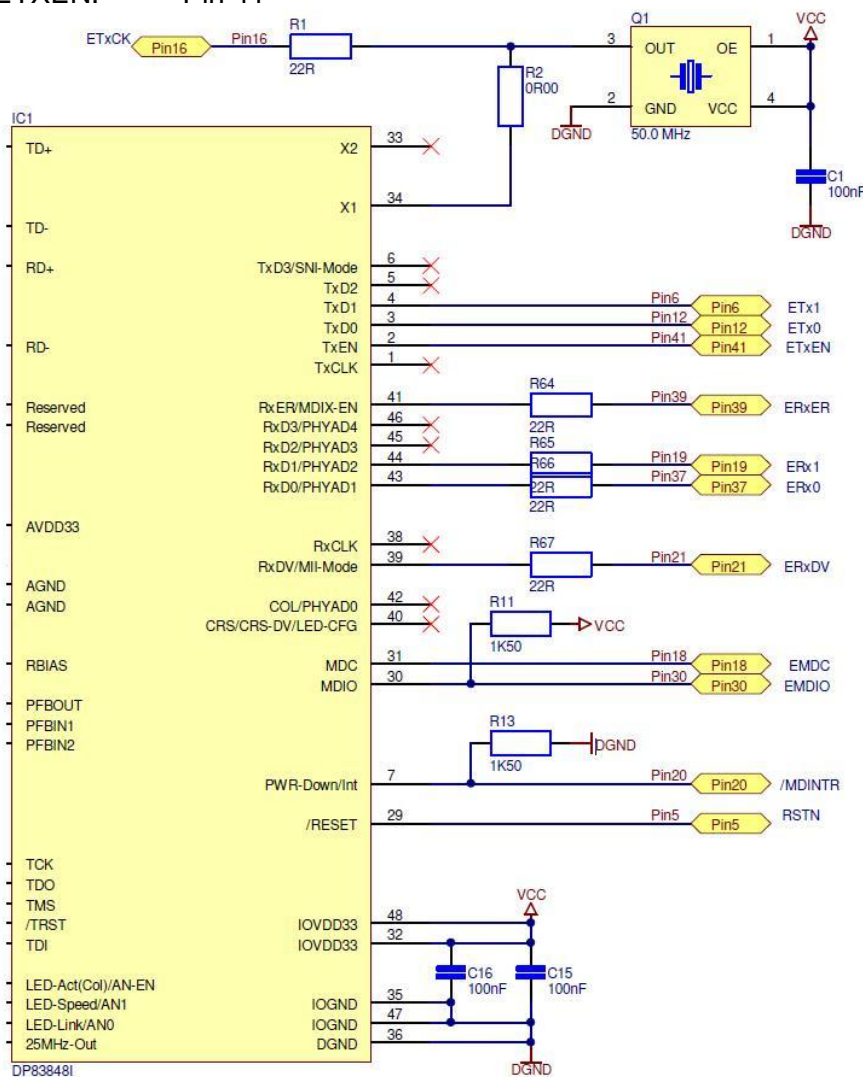 R1
Q1
VCC
ETxCK
Pin16
Pin16
22R
R2
0R00
3
OUT
OE
1
2
GND
VCC
4
DGND
50.0 MHz
C1
100nF
DGND
IC1
TD+
X2
33
X1
34
TD-
RD+
TxD3/SNI-Mode
6
TxD2
5
TxD1
4
Pin6
Pin6
ETx1
TxD0
3
Pin12
Pin12
ETx0
RD-
TxEN
2
Pin41
Pin41
ETxEN
TxCLK
1
Reserved
RxER/MDIX-EN
41
R64
22R
Pin39
Pin39
ERxER
Reserved
RxD3/PHYAD4
46
RxD2/PHYAD3
45
R65
RxD1/PHYAD2
44
R66
Pin19
Pin19
ERx1
RxD0/PHYAD1
43
22R
22R
Pin37
Pin37
ERx0
AVDD33
RxCLK
38
RxDV/MII-Mode
39
R67
22R
Pin21
Pin21
ERxDV
AGND
AGND
COL/PHYAD0
42
CRS/CRS-DV/LED-CFG
40
R11
1K50
VCC
RBIAS
MDC
31
Pin18
Pin18
EMDC
MDIO
30
Pin30
Pin30
EMDIO
PFBOUT
PFBIN1
PFBIN2
R13
1K50
DGND
PWR-Down/Int
7
Pin20
Pin20
/MDINTR
/RESET
29
Pin5
Pin5
RSTN
TCK
TDO
TMS
/TRST
TDI
VCC
IOVDD33
48
IOVDD33
32
C16
100nF
C15
100nF
LED-Act(Col)/AN-EN
LED-Speed/AN1
IOGND
35
LED-Link/AN0
IOGND
47
25MHz-Out
DGND
36
DGND
DP83848I